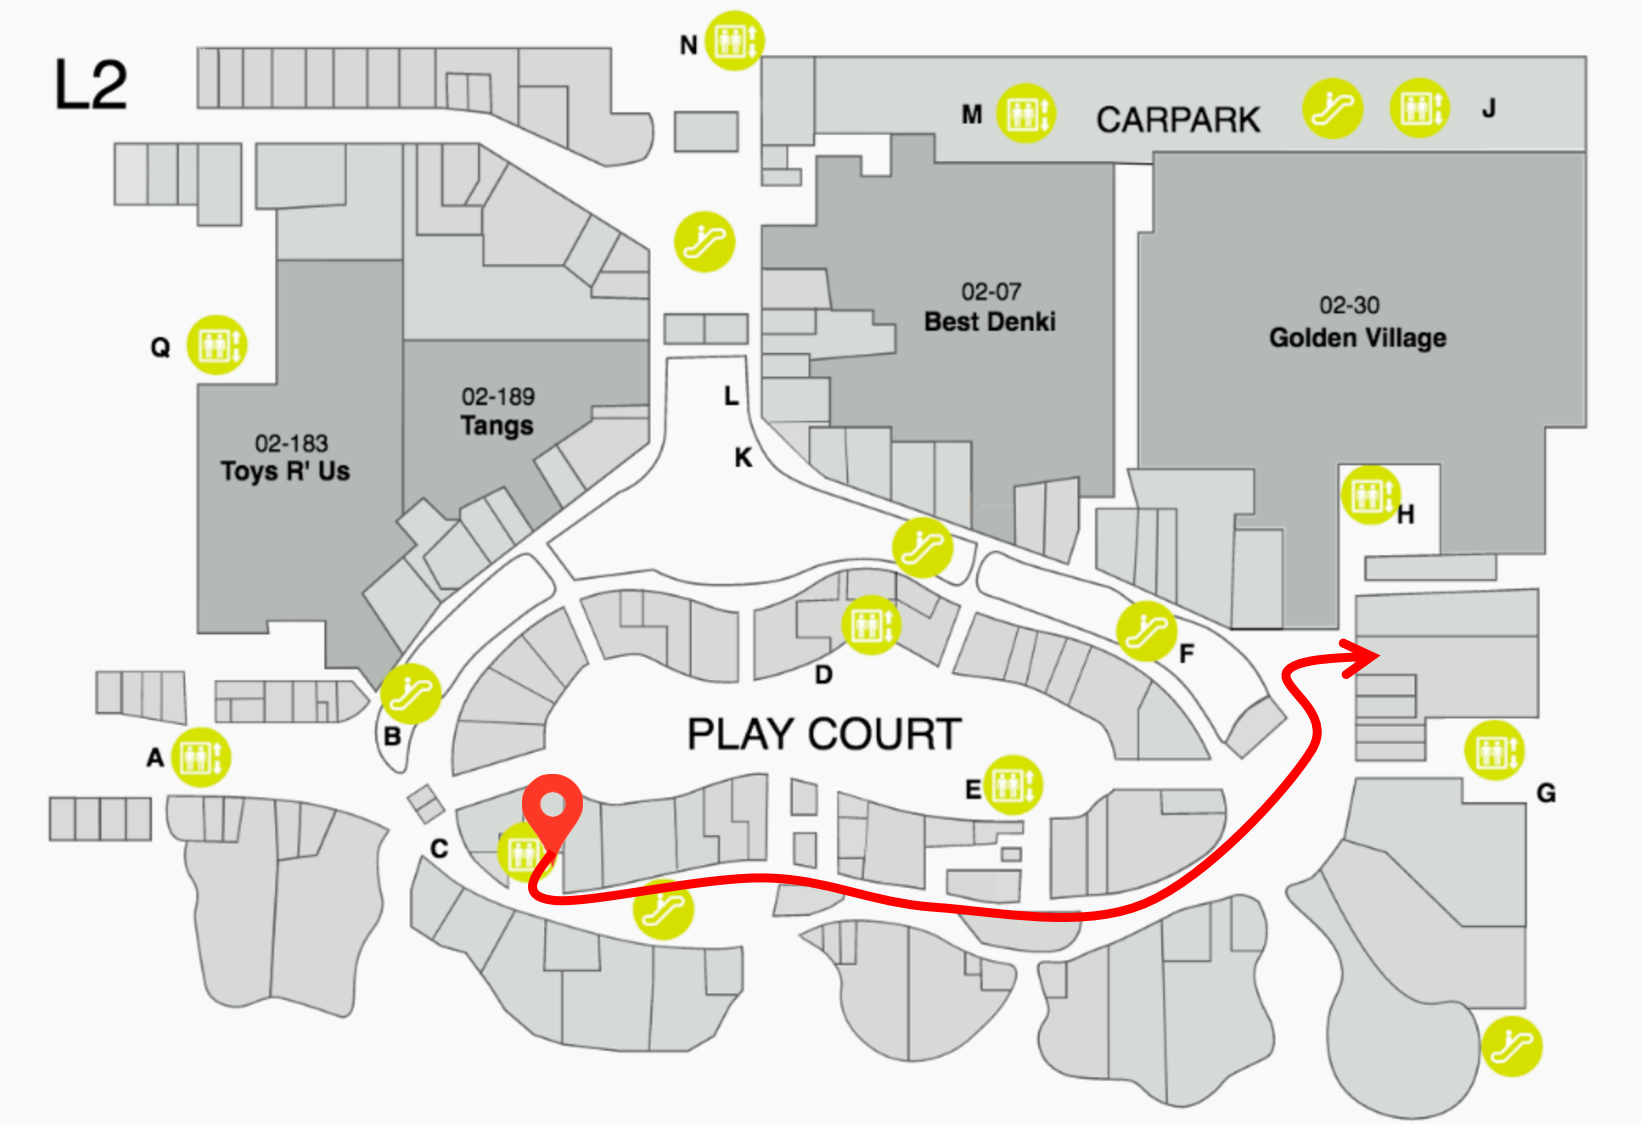 L2
N
M
CARPARK
J
02-07
Best Denki
02-30
Golden Village
Q
02-189
Tangs
L
02-183
Toys R' Us
K
H
F
D
B
PLAY COURT
A
E
G
C